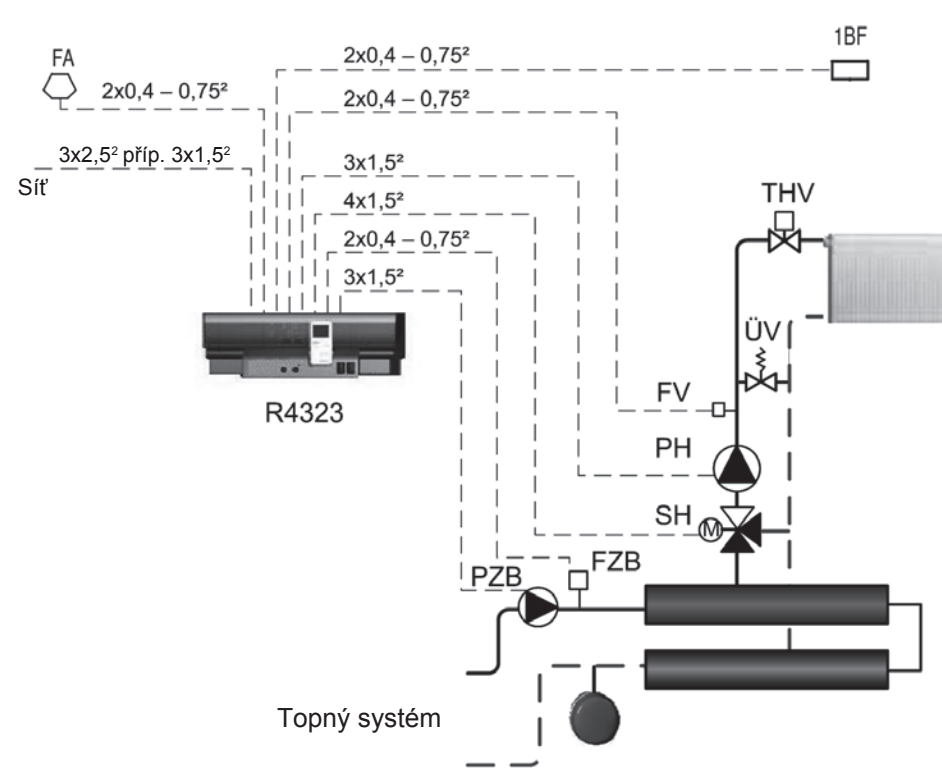 1BF
FA
2x0,4 – 0,75²
2x0,4 – 0,75²
2x0,4 – 0,75²
3x2,5² příp. 3x1,5²
Síť
3x1,5²
THV
4x1,5²
2x0,4 – 0,75²
3x1,5²
ÜV
R4323
FV
PH
SH
M
FZB
PZB
Topný systém